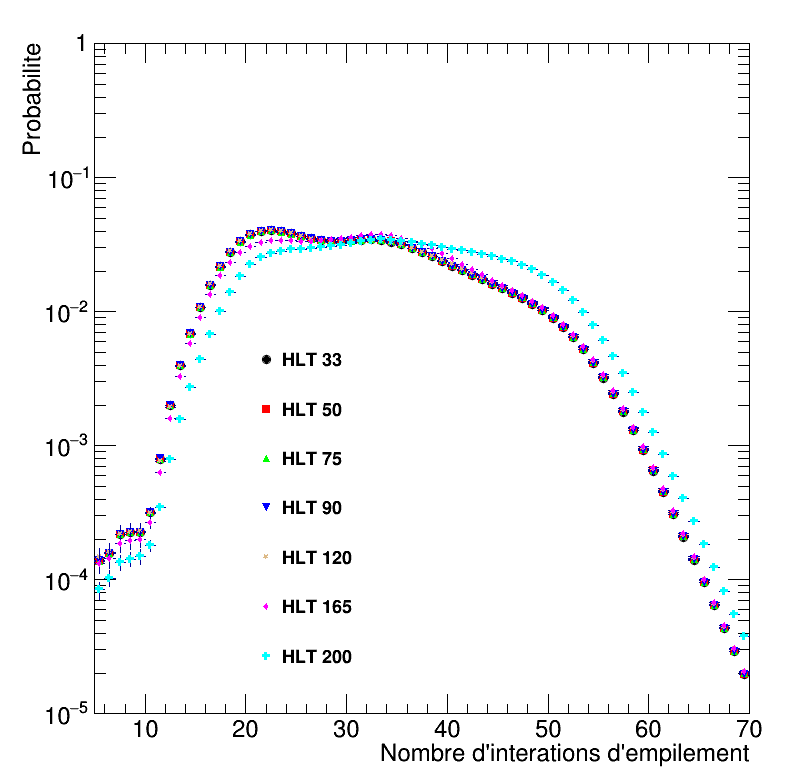 Probabilite
1
10⁻¹
10⁻²
10⁻³
10⁻⁴
10⁻⁵
HLT 33
HLT 50
HLT 75
HLT 90
HLT 120
HLT 165
HLT 200
10 20 30 40 50 60 70
Nombre d'interations d'empilement